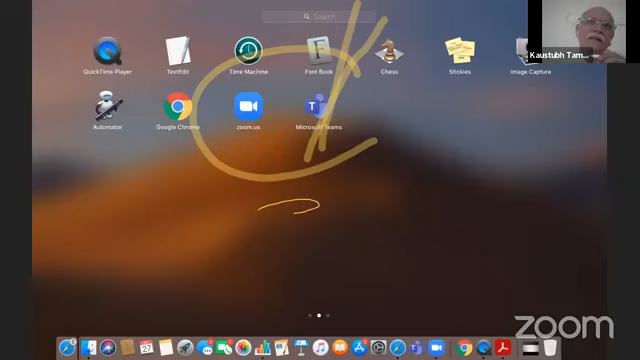 Search
QuickTime Player
TextEdit
Time Machine
Font Book
Chess
Stickies
Image Capture
Automator
Google Chrome
zoom.us
Microsoft Teams
Kaustubh Tam...
zoom